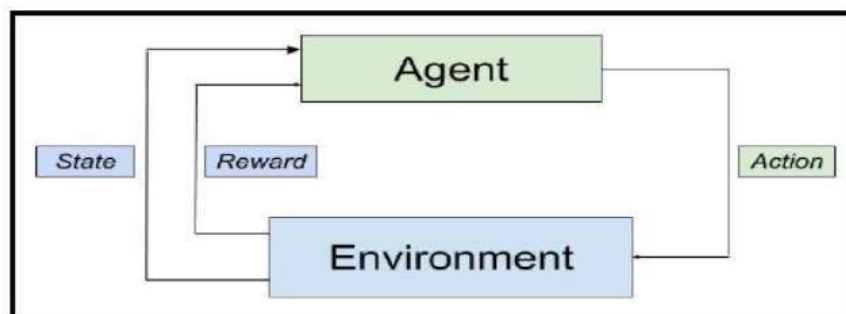 Agent
State
Reward
Action
Environment